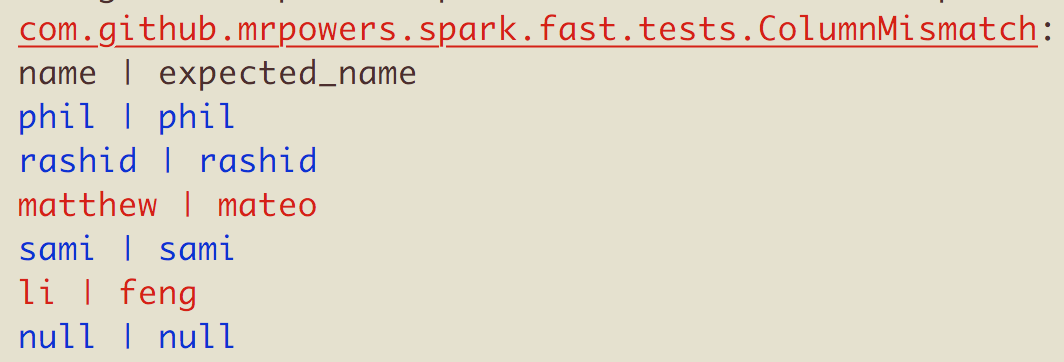 com.github.mrpowers.spark.fast.tests.ColumnMismatch:
name | expected_name
phil | phil
rashid | rashid
matthew | mateo
sami | sami
li | feng
null | null